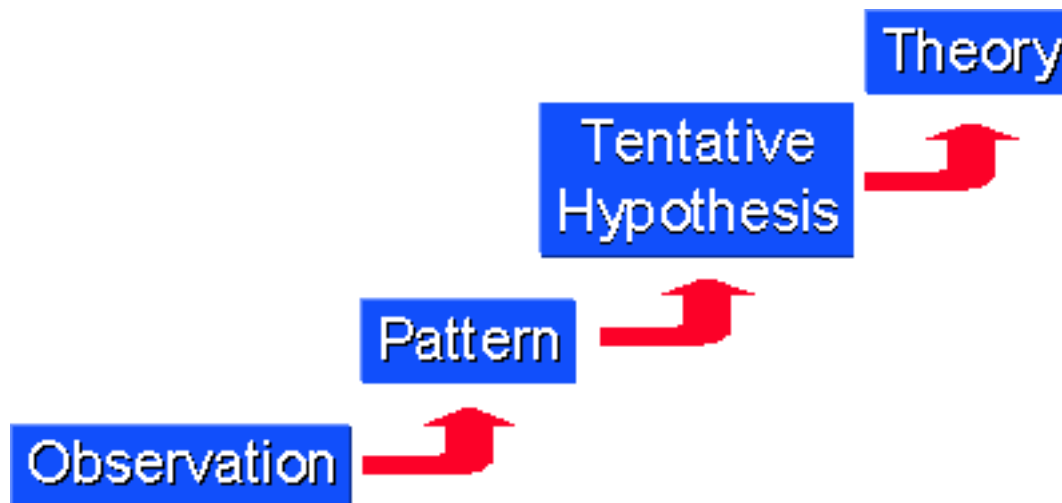 Theory
Tentative
Hypothesis
Pattern
Observation